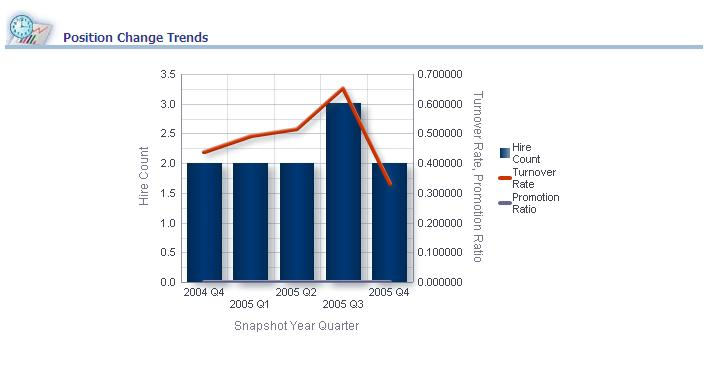 Position Change Trends
3.5
3.0
2.5
2.0
1.5
1.0
0.5
0.0
Hire Count
0.700000
0.600000
0.500000
0.400000
0.300000
0.200000
0.100000
0.000000
Turnover Rate, Promotion Ratio
2004 Q4
2005 Q1
2005 Q2
2005 Q3
2005 Q4
Snapshot Year Quarter
Hire
Count
Turnover
Rate
Promotion
Ratio